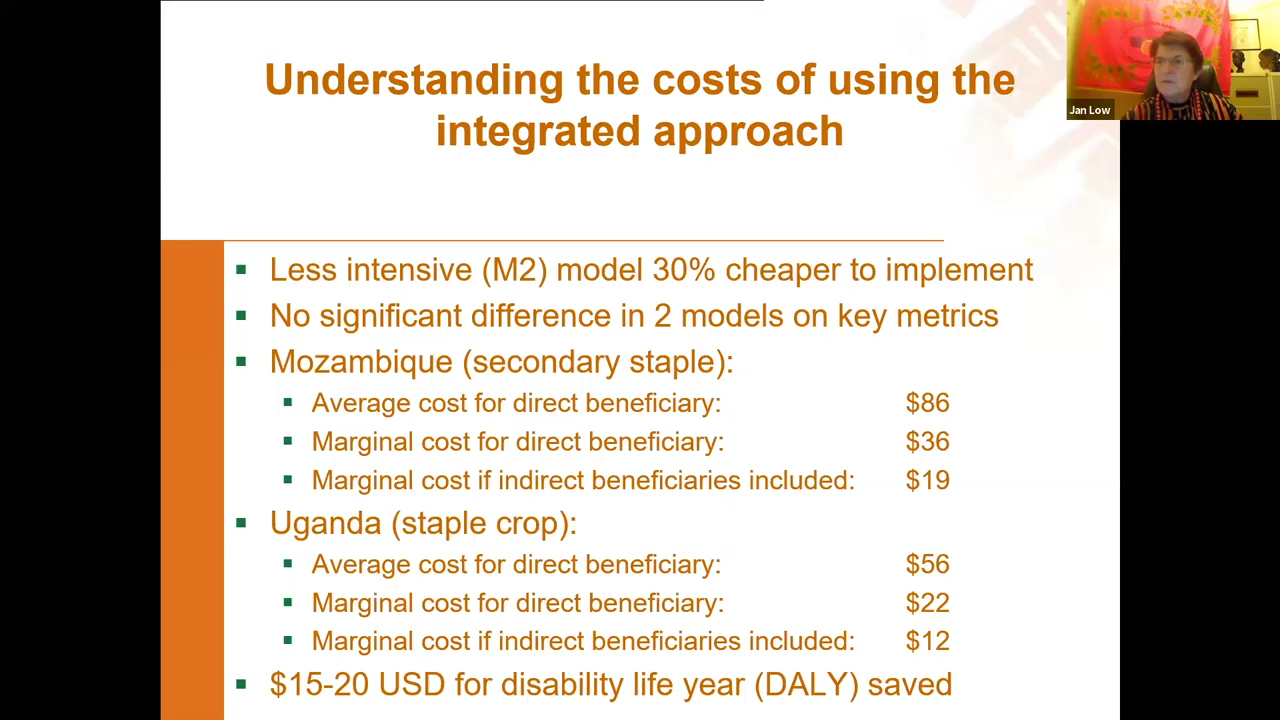 Understanding the costs of using the
integrated approach
Jan Low
Less intensive (M2) model 30% cheaper to implement
No significant difference in 2 models on key metrics
Mozambique (secondary staple):
Average cost for direct beneficiary: $86
Marginal cost for direct beneficiary: $36
Marginal cost if indirect beneficiaries included: $19
Uganda (staple crop):
Average cost for direct beneficiary: $56
Marginal cost for direct beneficiary: $22
Marginal cost if indirect beneficiaries included: $12
$15-20 USD for disability life year (DALY) saved